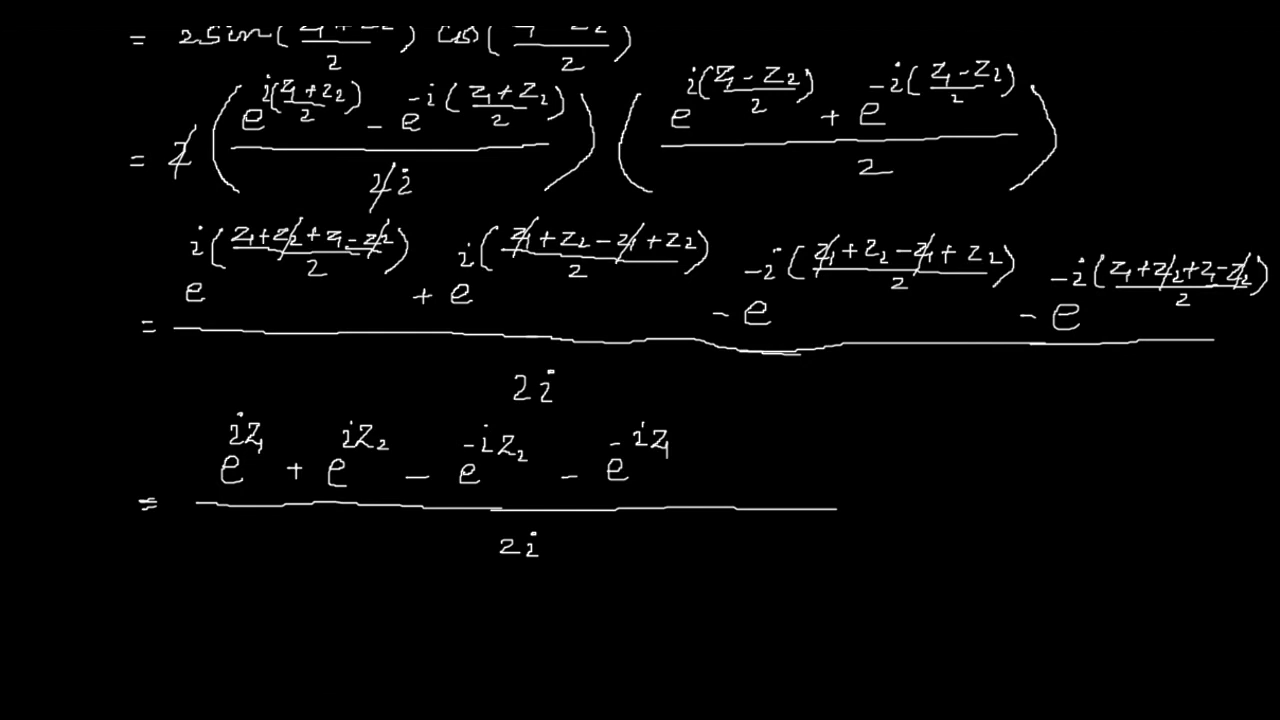 = 2 sin(z₁+z₂/2) cos(z₁-z₂/2)
= 2 (e^{i(z₁+z₂/2)} - e^{-i(z₁+z₂/2)} / 2i) (e^{i(z₁-z₂/2)} + e^{-i(z₁-z₂/2)} / 2)
= e^{i(z₁+z₂+z₁-z₂/2)} + e^{i(z₁+z₂-z₁+z₂/2)} - e^{-i(z₁+z₂-z₁+z₂/2)} - e^{-i(z₁+z₂+z₁-z₂/2)} / 2i
= e^{iz₁} + e^{iz₂} - e^{-iz₂} - e^{-iz₁} / 2i